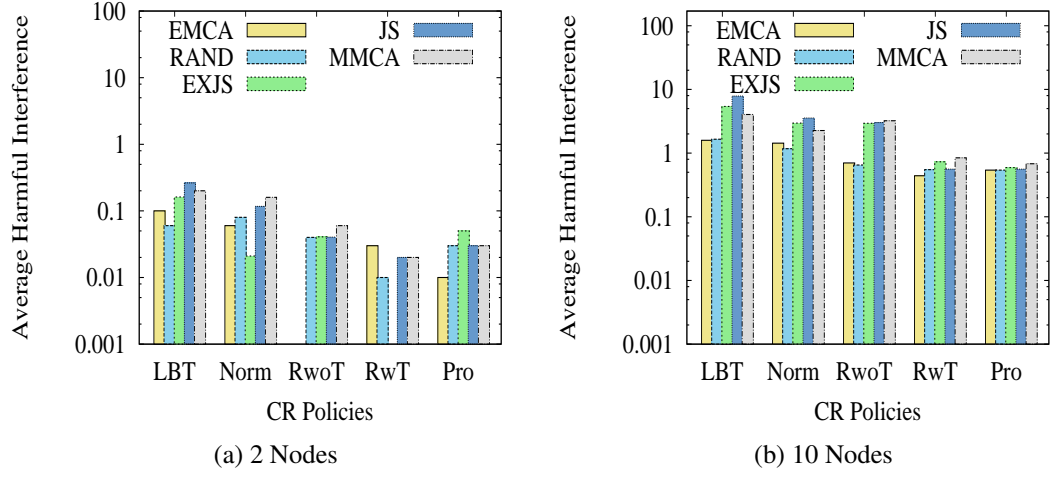 Average Harmful Interference
100
10
1
0.1
0.01
0.001
EMCA
RAND
EXJS
JS
MMCA
LBT Norm RwoT RwT Pro
CR Policies
(a) 2 Nodes
Average Harmful Interference
100
10
1
0.1
0.01
0.001
EMCA
RAND
EXJS
JS
MMCA
LBT Norm RwoT RwT Pro
CR Policies
(b) 10 Nodes